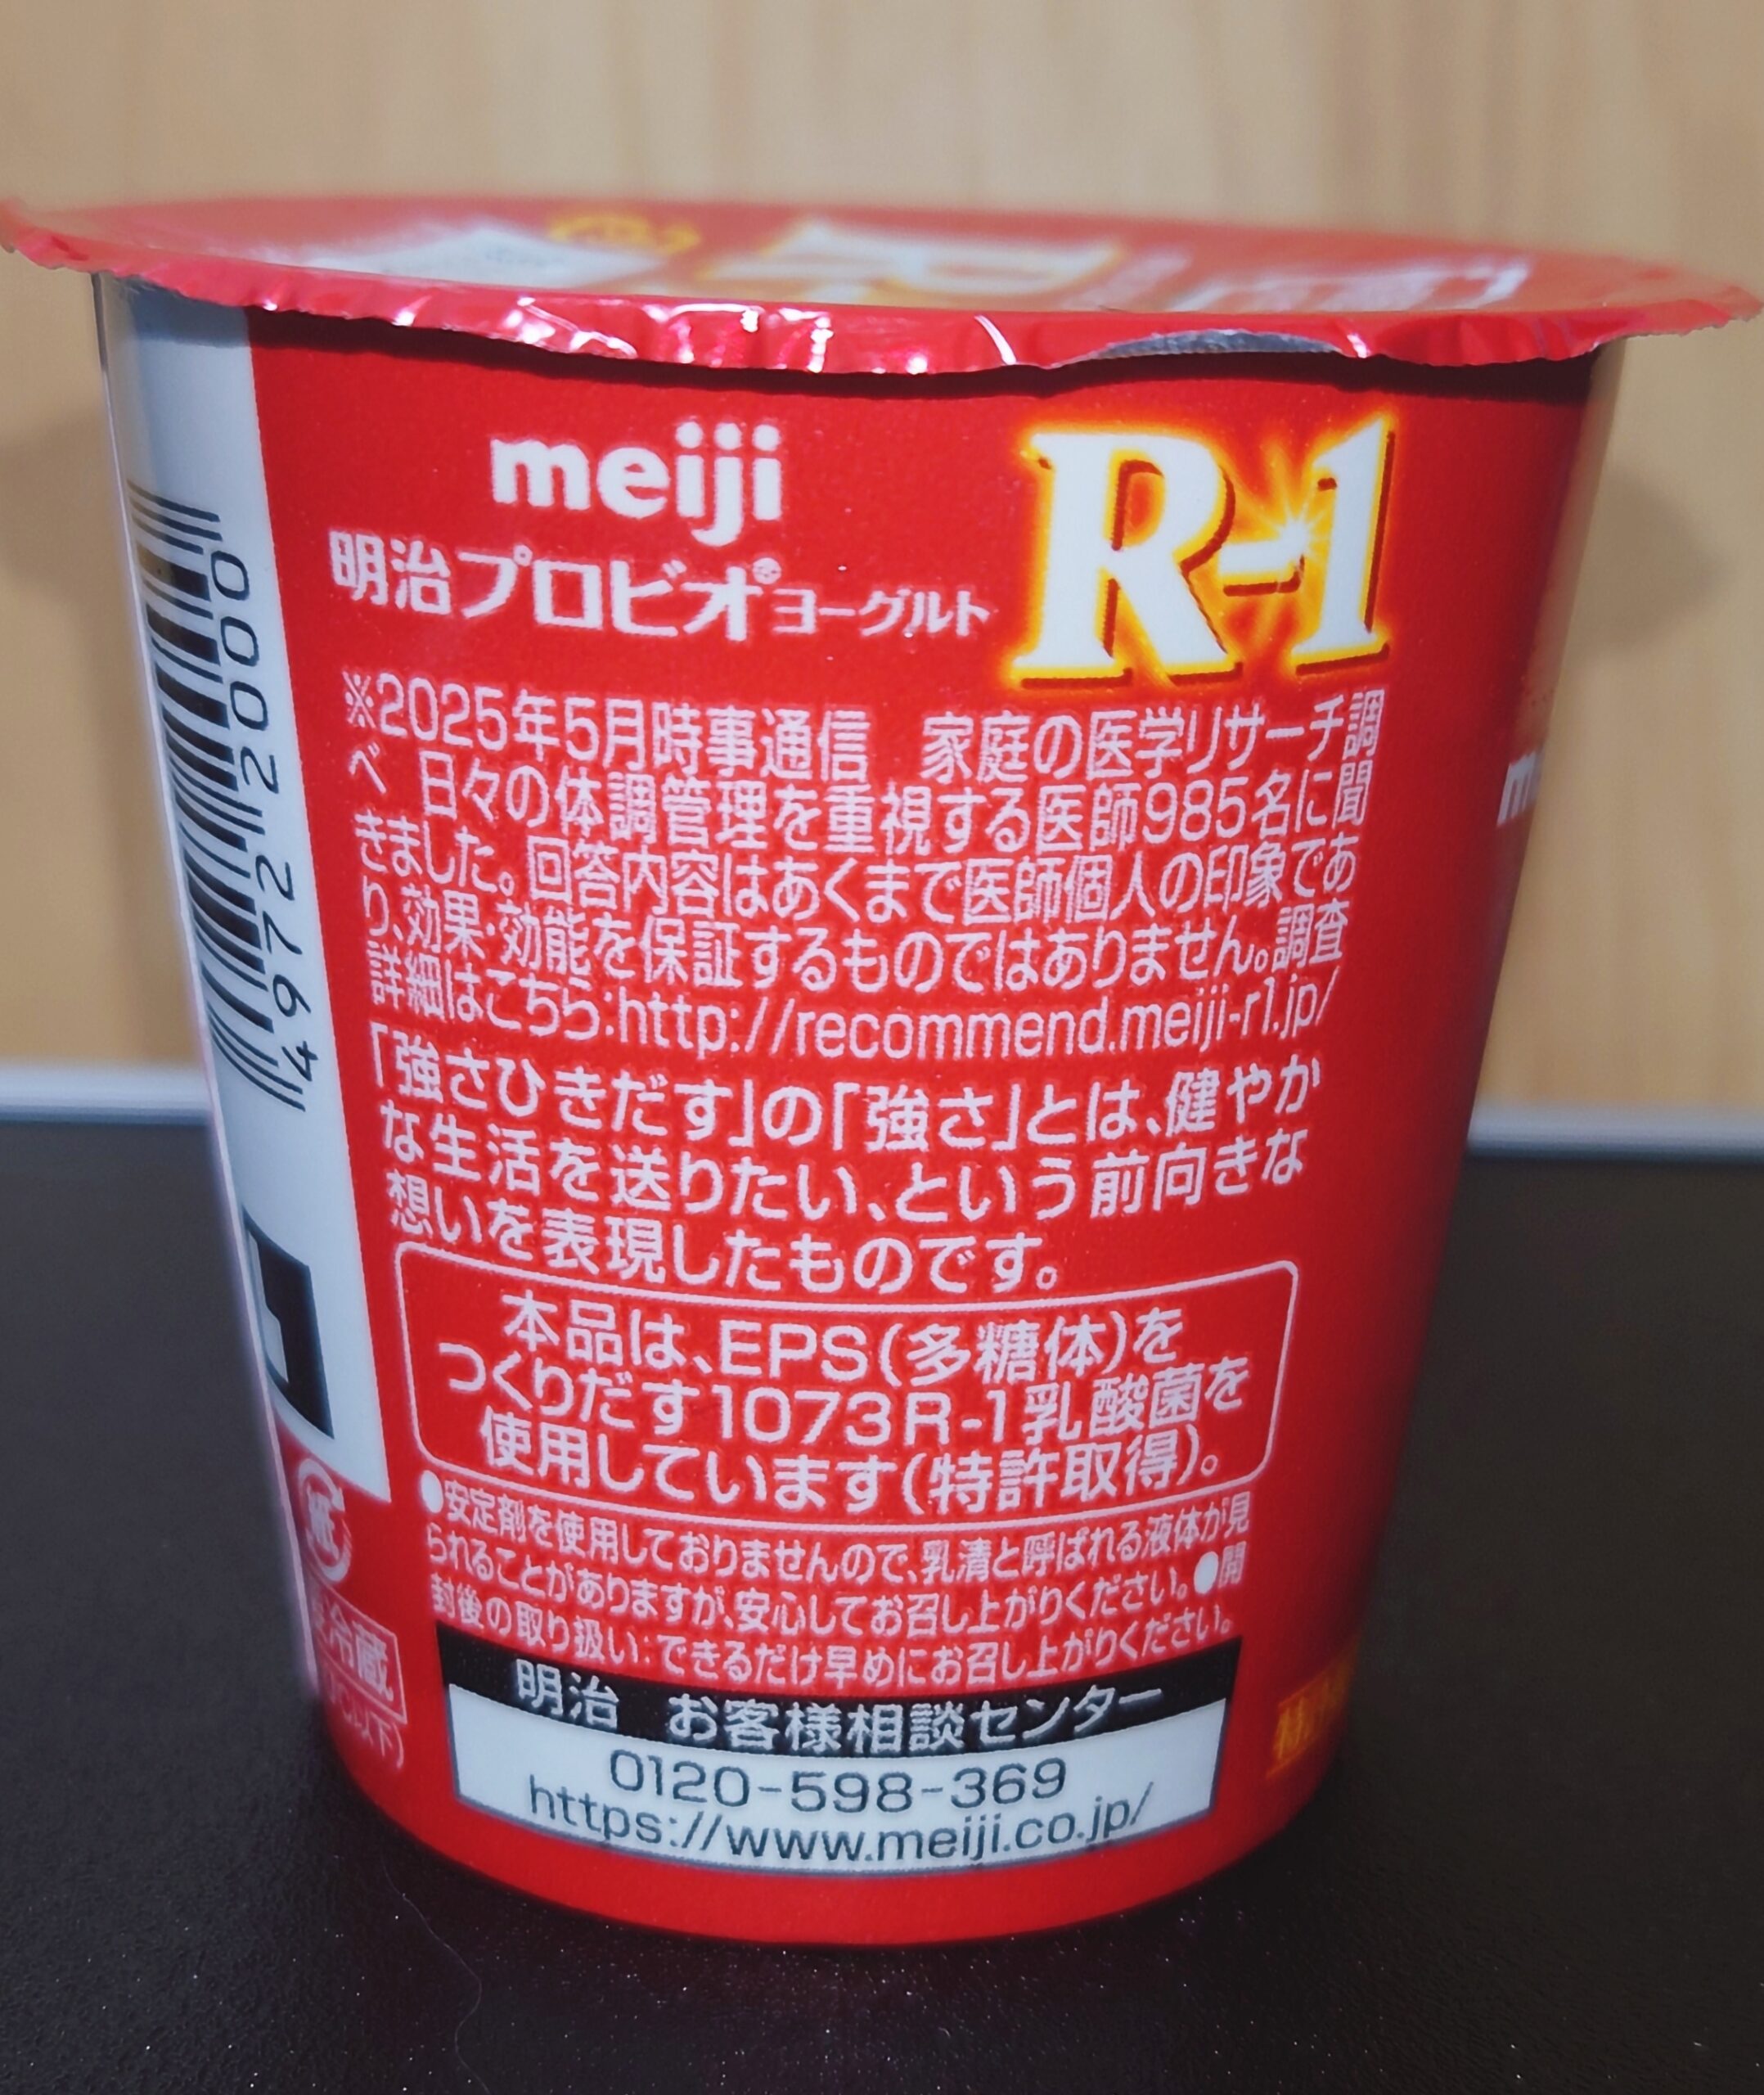 meiji
明治プロビオ®ヨーグルト
R-1
※2025年5月時事通信　家庭の医学リサーチ調
べ　日々の体調管理を重視する医師985名に聞
きました。回答内容はあくまで医師個人の印象であ
り、効果・効能を保証するものではありません。調査
詳細はこちら:http://recommend.meiji-r1.jp/
「強さひきだす」の「強さ」とは、健やか
な生活を送りたい、という前向きな
想いを表現したものです。
本品は、EPS(多糖体)を
つくりだす1073R-1乳酸菌を
使用しています(特許取得)。
●安定剤を使用しておりませんので、乳清と呼ばれる液体が見
られることがありますが、安心してお召し上がりください。●開
封後の取り扱い:できるだけ早めにお召し上がりください。
明治　お客様相談センター
0120-598-369
https://www.meiji.co.jp/
4972622000
紙
冷蔵
以下)